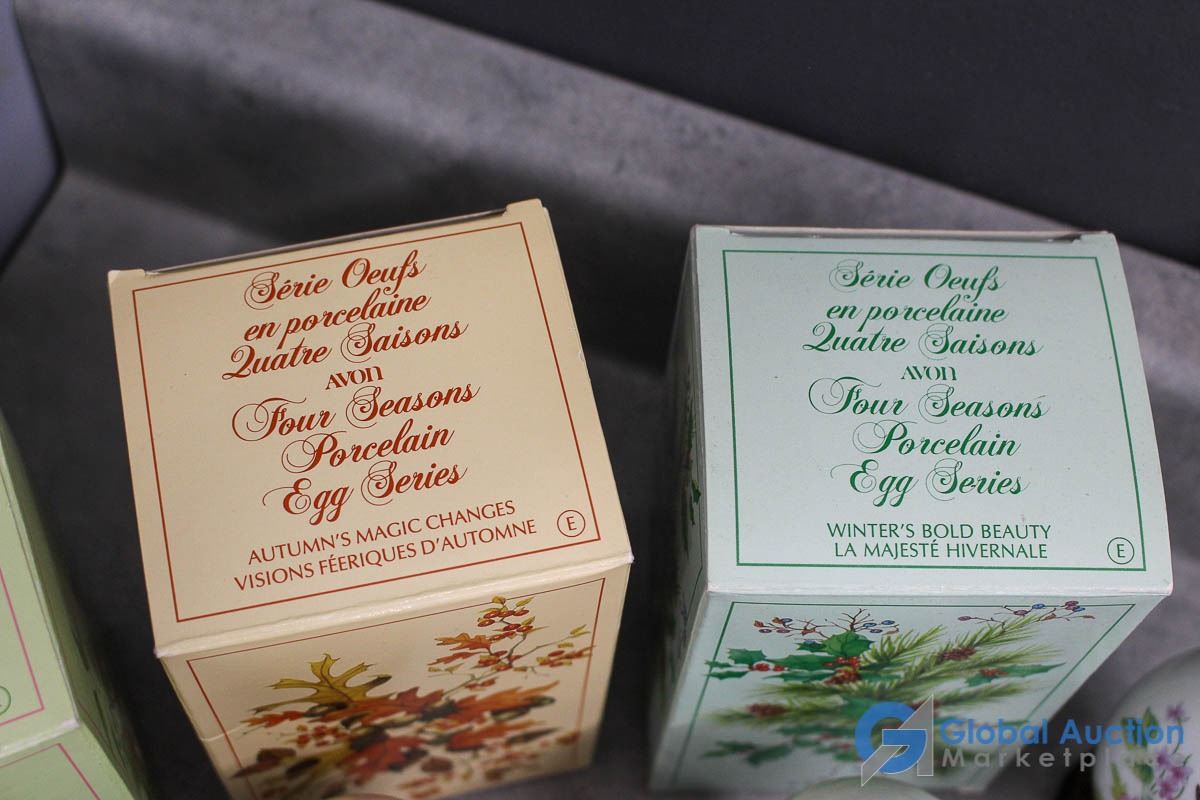 Série Oeufs
en porcelaine
Quatre Saisons
AVON
Four Seasons
Porcelain
Egg Series
AUTUMN'S MAGIC CHANGES
VISIONS FÉERIQUES D'AUTOMNE
E
Série Oeufs
en porcelaine
Quatre Saisons
AVON
Four Seasons
Porcelain
Egg Series
WINTER'S BOLD BEAUTY
LA MAJESTÉ HIVERNALE
E
Global Auction
Marketplace